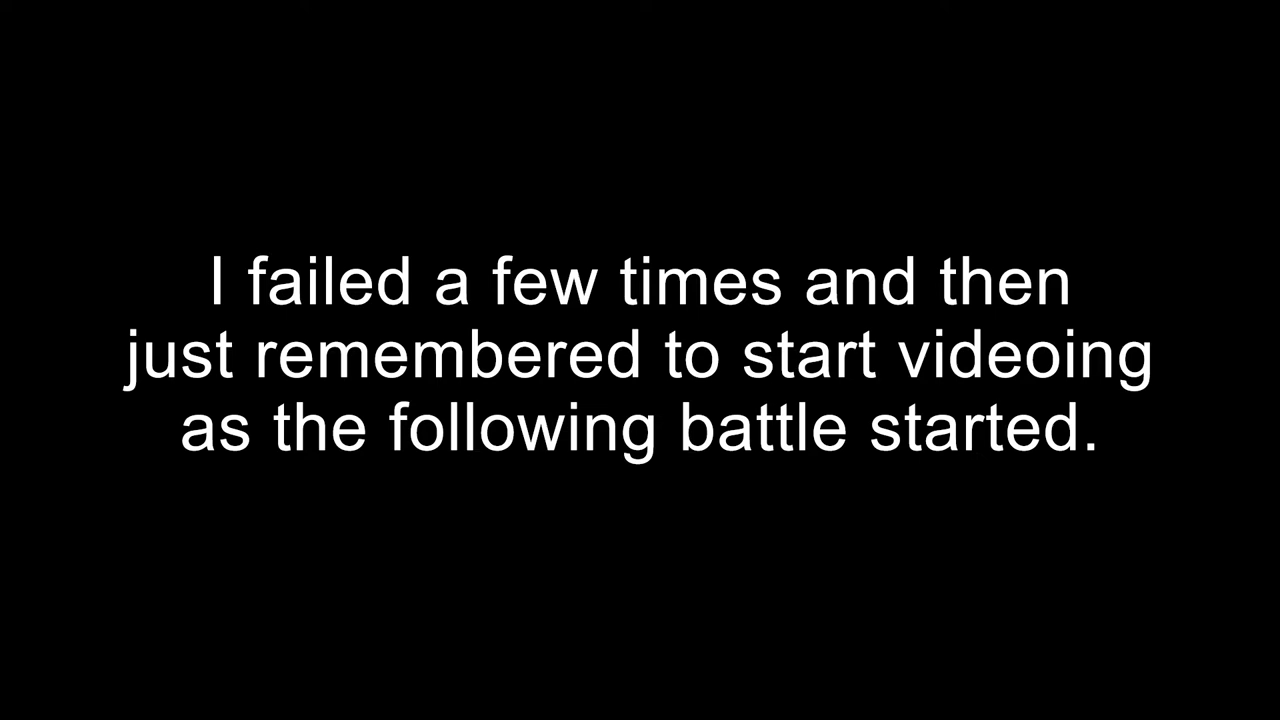 I failed a few times and then
just remembered to start videoing
as the following battle started.